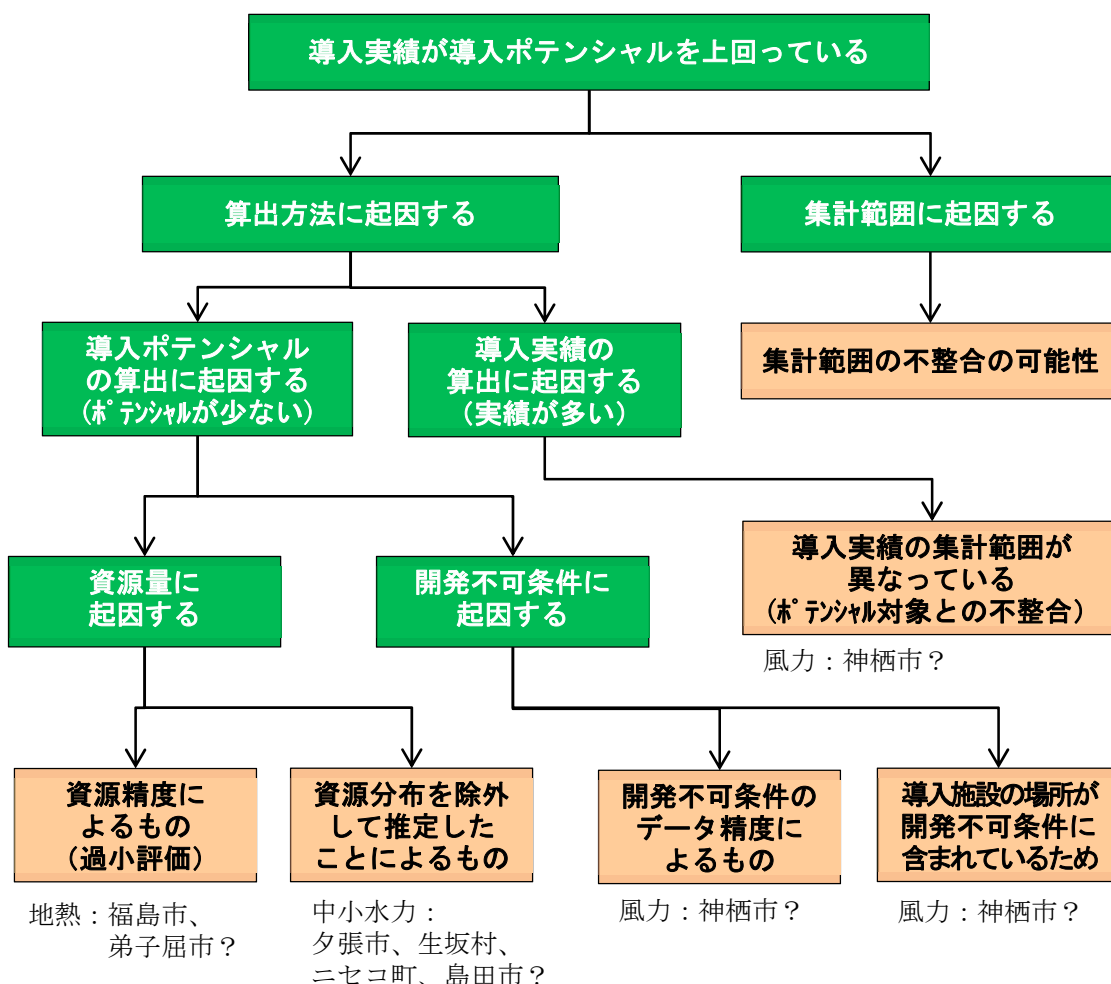 導入実績が導入ポテンシャルを上回っている
算出方法に起因する
集計範囲に起因する
導入ポテンシャル
の算出に起因する
(ﾎﾟﾃﾝｼｬﾙが少ない)
導入実績の
算出に起因する
(実績が多い)
集計範囲の不整合の可能性
導入実績の集計範囲が
異なっている
(ﾎﾟﾃﾝｼｬﾙ対象との不整合)
風力：神栖市？
資源量に
起因する
開発不可条件に
起因する
資源精度に
よるもの
(過小評価)
地熱：福島市、
弟子屈市？
資源分布を除外
して推定した
ことによるもの
中小水力：
夕張市、生坂村、
ニセコ町、島田市？
開発不可条件の
データ精度に
よるもの
風力：神栖市？
導入施設の場所が
開発不可条件に
含まれているため
風力：神栖市？